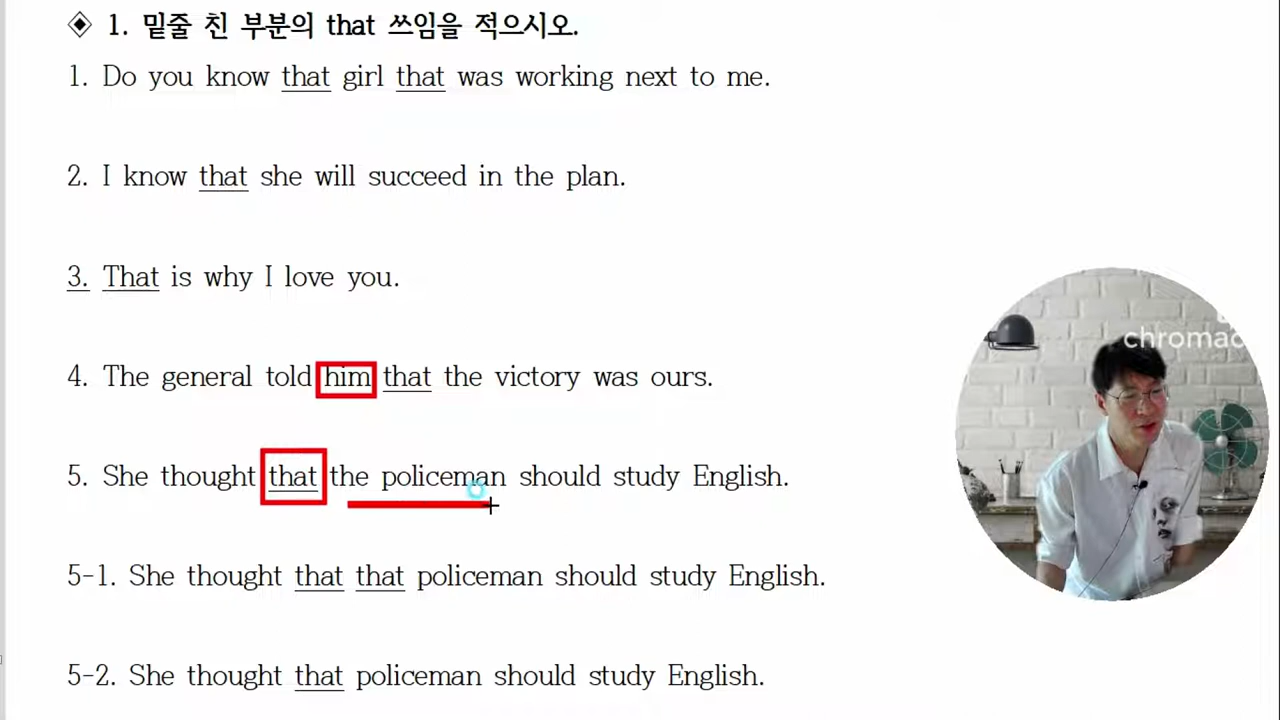 ◈ 1. 밑줄 친 부분의 that 쓰임을 적으시오.
1. Do you know that girl that was working next to me.
2. I know that she will succeed in the plan.
3. That is why I love you.
4. The general told him that the victory was ours.
chromac
5. She thought that the policeman should study English.
5-1. She thought that that policeman should study English.
5-2. She thought that policeman should study English.